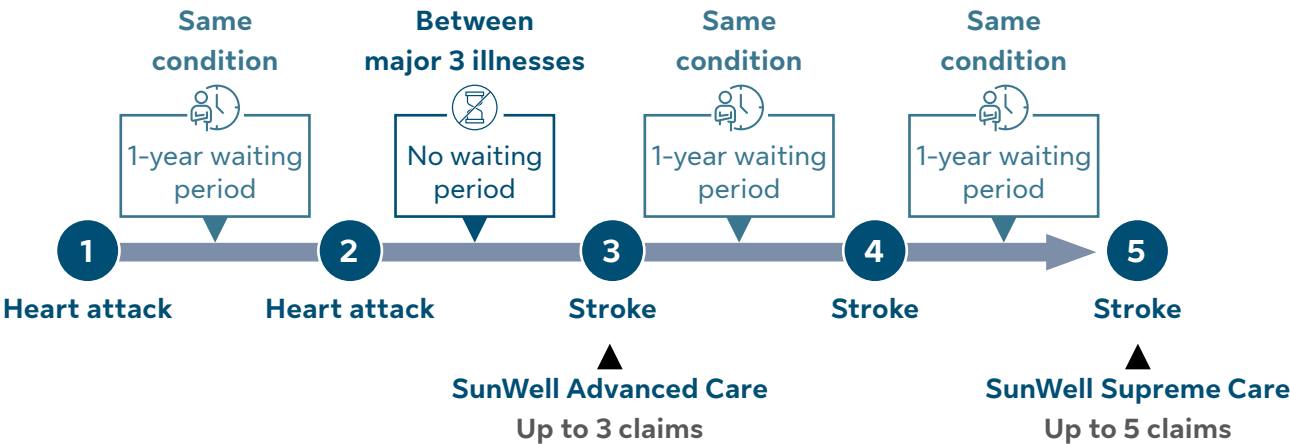 Same
condition
Between
major 3 illnesses
Same
condition
Same
condition
1-year waiting
period
No waiting
period
1-year waiting
period
1-year waiting
period
1
2
3
4
5
Heart attack
Heart attack
Stroke
Stroke
Stroke
SunWell Advanced Care
Up to 3 claims
SunWell Supreme Care
Up to 5 claims